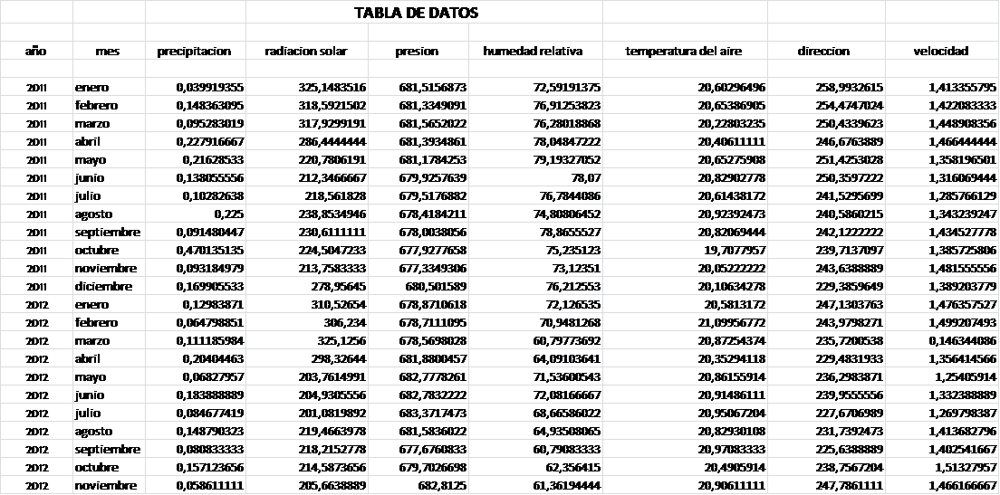 TABLA DE DATOS
año mes precipitacion radiacion solar presion humedad relativa temperatura del aire direccion velocidad
2011 enero 0,039919355 325,1483516 681,5156873 72,59191375 20,60296496 258,9932615 1,413355795
2011 febrero 0,148363095 318,5921502 681,3349091 76,91253823 20,65386905 254,4747024 1,422083333
2011 marzo 0,095283019 317,9299191 681,5652022 76,28018868 20,22803235 250,4339623 1,448908356
2011 abril 0,227916667 286,4444444 681,3934861 78,04847222 20,40611111 246,6763889 1,466444444
2011 mayo 0,21628533 220,7806191 681,1784253 79,19327052 20,65275908 251,4253028 1,358196501
2011 junio 0,138055556 212,3466667 679,9257639 78,07 20,82902778 250,3597222 1,316069444
2011 julio 0,10282638 218,561828 679,5176882 76,7844086 20,61438172 241,5295699 1,285766129
2011 agosto 0,225 238,8534946 678,4184211 74,80806452 20,92392473 240,5860215 1,343239247
2011 septiembre 0,091480447 230,6111111 678,0038056 78,8655527 20,82069444 242,1222222 1,434527778
2011 octubre 0,470135135 224,5047233 677,9277658 75,235123 19,7077957 239,7137097 1,385725806
2011 noviembre 0,093184979 213,7583333 677,3349306 73,12351 20,05222222 243,6388889 1,481555556
2011 diciembre 0,169905533 278,95645 680,501589 76,212553 20,10634278 229,3859649 1,389203779
2012 enero 0,12983871 310,52654 678,8710618 72,126535 20,5813172 247,1303763 1,476357527
2012 febrero 0,064798851 306,234 678,7111095 70,9481268 21,09956772 243,9798271 1,499207493
2012 marzo 0,111185984 325,1256 678,5698028 60,79773692 20,87254374 235,7200538 0,146344086
2012 abril 0,20404463 298,32644 681,8800457 64,09103641 20,35294118 229,4831933 1,356414566
2012 mayo 0,06827957 203,7614991 682,7778261 71,53600543 20,86155914 236,2983871 1,25405914
2012 junio 0,183888889 204,9305556 682,7832222 72,08166667 20,91486111 239,9555556 1,332388889
2012 julio 0,084677419 201,0819892 683,3717473 68,66586022 20,95067204 227,6706989 1,269798387
2012 agosto 0,148790323 219,4663978 681,5836022 64,93508065 20,82930108 231,7392473 1,413682796
2012 septiembre 0,080833333 218,2152778 677,6760833 60,79083333 20,97083333 225,6388889 1,402541667
2012 octubre 0,157123656 214,5873656 679,7026698 62,356415 20,4905914 238,7567204 1,51327957
2012 noviembre 0,058611111 205,6638889 682,8125 61,36194444 20,90611111 247,7861111 1,466166667